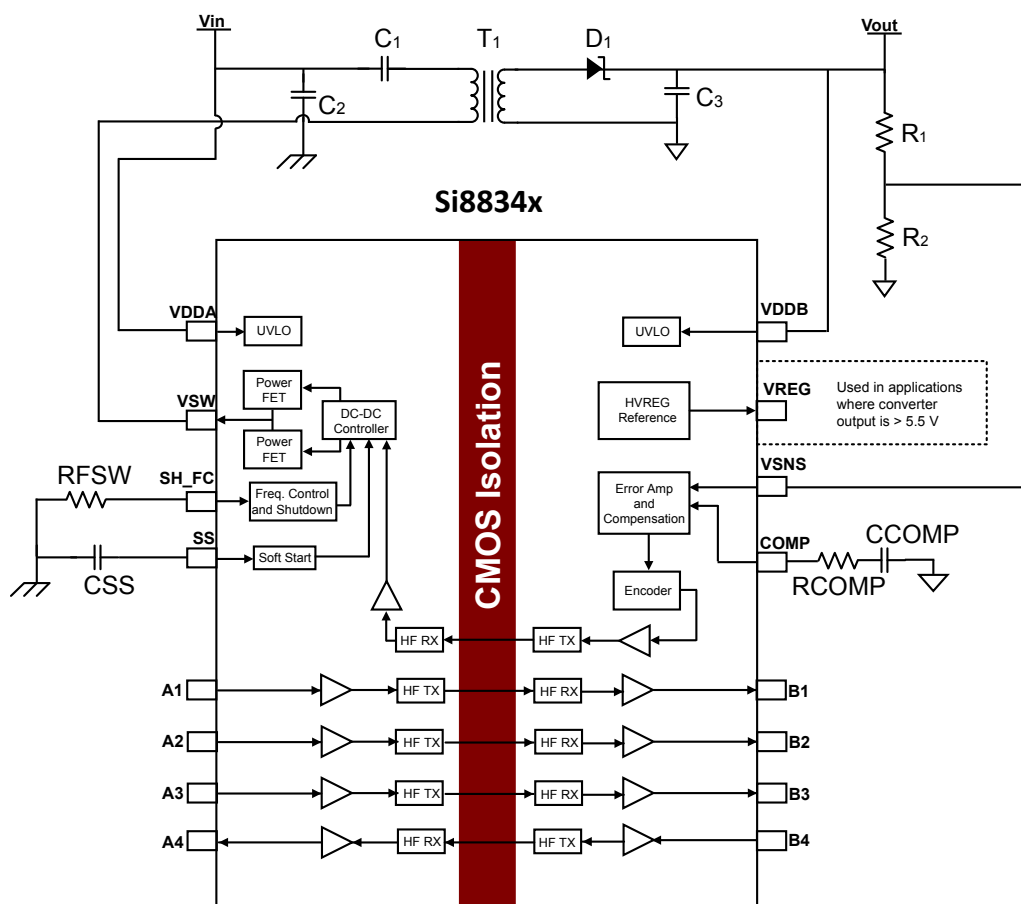 Vin
C1
T1
D1
Vout
C2
C3
R1
R2
Si8834x
CMOS Isolation
VDDA
UVLO
UVLO
VDDB
VSW
Power
FET
Power
FET
DC-DC
Controller
HVREG
Reference
VREG
Used in applications
where converter
output is > 5.5 V
RFSW
SH_FC
Freq. Control
and Shutdown
Error Amp
and
Compensation
VSNS
CSS
SS
Soft Start
COMP
RCOMP
CCOMP
Encoder
HF RX
HF TX
A1
HF TX
HF RX
B1
A2
HF TX
HF RX
B2
A3
HF TX
HF RX
B3
A4
HF RX
HF TX
B4